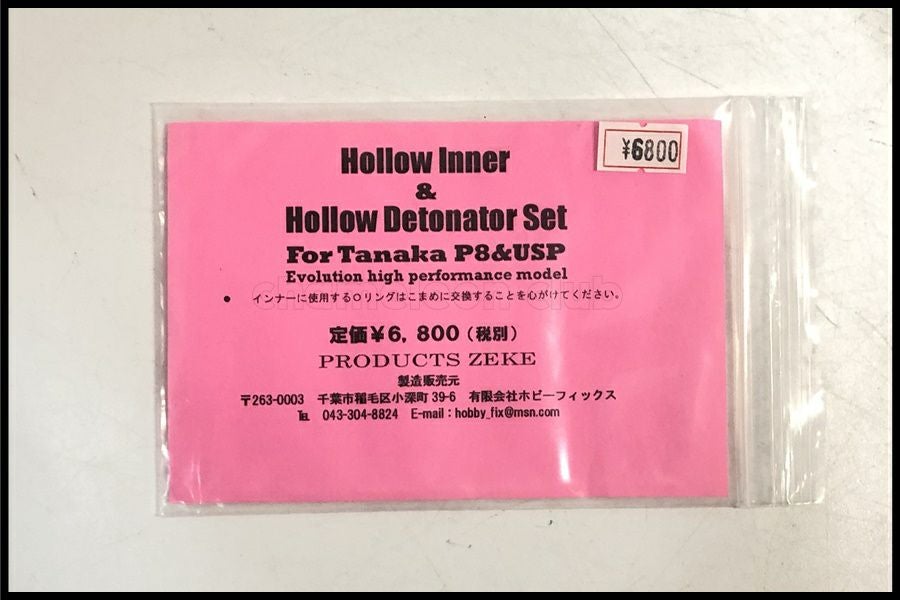 ¥6800
Hollow Inner
&
Hollow Detonator Set
For Tanaka P8&USP
Evolution high performance model
● インナーに使用するOリングはこまめに交換することを心がけてください。
chameleon club
定価¥6,800(税別)
PRODUCTS ZEKE
製造販売元
〒263-0003 千葉市稲毛区小深町39-6 有限会社ホビーフィックス
℡ 043-304-8824 E-mail:hobby_fix@msn.com